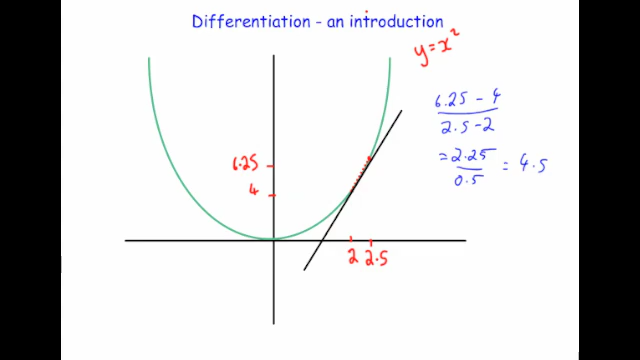 Differentiation - an introduction
y = x²
6.25 - 4
2.5 - 2
= 2.25
0.5
= 4.5
6.25
4
2
2.5